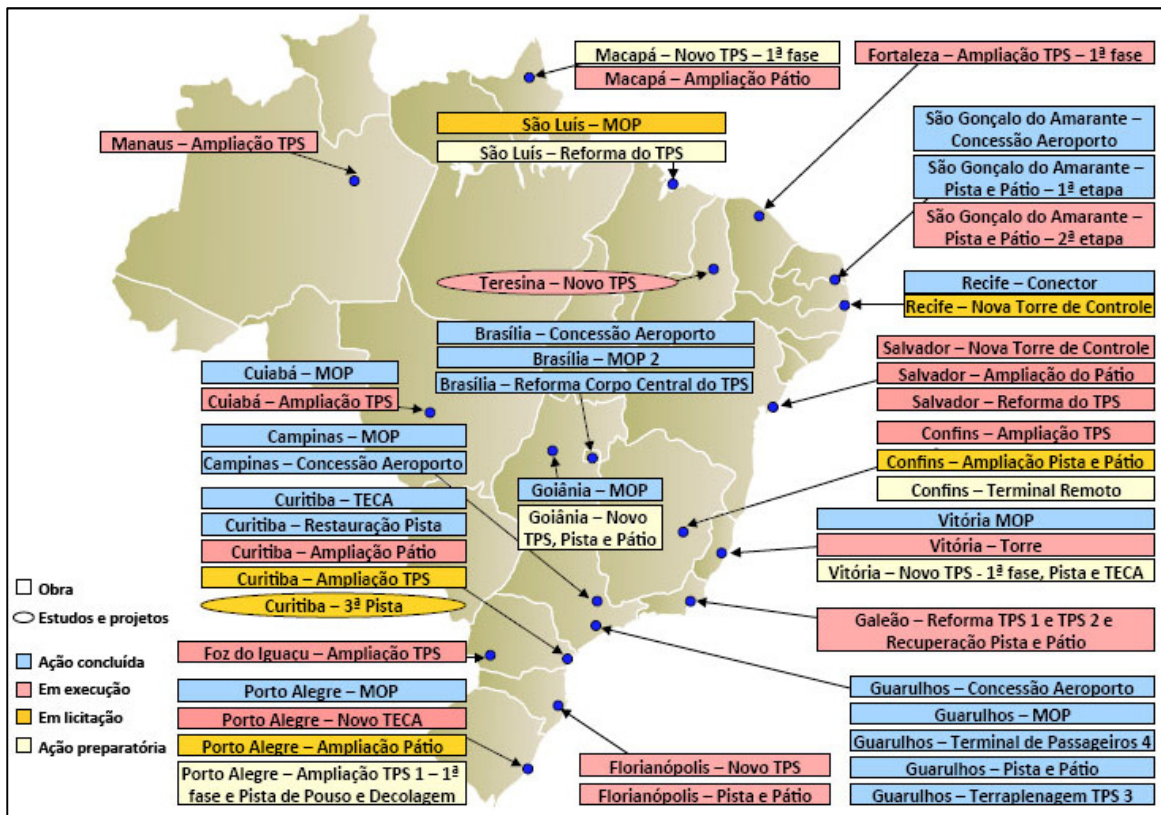 Macapá – Novo TPS – 1ª fase
Macapá – Ampliação Pátio
Fortaleza – Ampliação TPS – 1ª fase
São Luís – MOP
São Luís – Reforma do TPS
Manaus – Ampliação TPS
São Gonçalo do Amarante –
Concessão Aeroporto
São Gonçalo do Amarante –
Pista e Pátio – 1ª etapa
São Gonçalo do Amarante –
Pista e Pátio – 2ª etapa
Teresina – Novo TPS
Recife – Conector
Recife – Nova Torre de Controle
Brasília – Concessão Aeroporto
Brasília – MOP 2
Brasília – Reforma Corpo Central do TPS
Salvador – Nova Torre de Controle
Salvador – Ampliação do Pátio
Salvador – Reforma do TPS
Cuiabá – MOP
Cuiabá – Ampliação TPS
Campinas – MOP
Campinas – Concessão Aeroporto
Confins – Ampliação TPS
Confins – Ampliação Pista e Pátio
Confins – Terminal Remoto
Goiânia – MOP
Goiânia – Novo
TPS, Pista e Pátio
Curitiba – TECA
Curitiba – Restauração Pista
Curitiba – Ampliação Pátio
Curitiba – Ampliação TPS
Curitiba – 3ª Pista
Vitória MOP
Vitória – Torre
Vitória – Novo TPS - 1ª fase, Pista e TECA
Galeão – Reforma TPS 1 e TPS 2 e
Recuperação Pista e Pátio
Obra
Estudos e projetos
Ação concluída
Em execução
Em licitação
Ação preparatória
Foz do Iguaçu – Ampliação TPS
Porto Alegre – MOP
Porto Alegre – Novo TECA
Porto Alegre – Ampliação Pátio
Porto Alegre – Ampliação TPS 1 – 1ª
fase e Pista de Pouso e Decolagem
Florianópolis – Novo TPS
Florianópolis – Pista e Pátio
Guarulhos – Concessão Aeroporto
Guarulhos – MOP
Guarulhos – Terminal de Passageiros 4
Guarulhos – Pista e Pátio
Guarulhos – Terraplenagem TPS 3